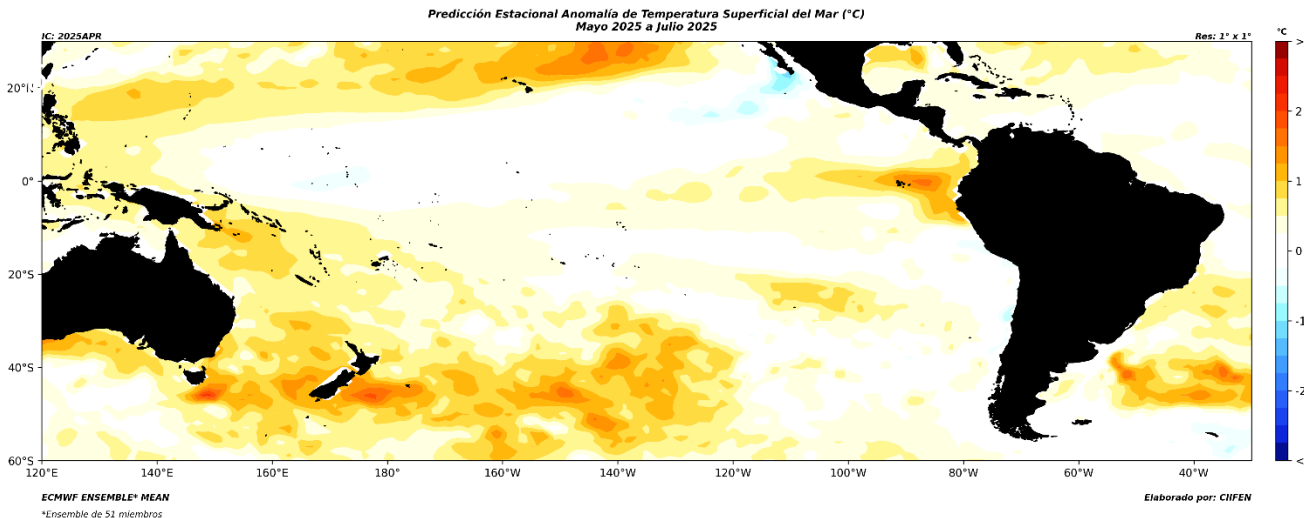 Predicción Estacional Anomalía de Temperatura Superficial del Mar (°C)
Mayo 2025 a Julio 2025
IC: 2025APR
Res: 1° x 1°
°C
>
2
1
0
-1
-2
<
20°N
0°
20°S
40°S
60°S
120°E 140°E 160°E 180° 160°W 140°W 120°W 100°W 80°W 60°W 40°W
ECMWF ENSEMBLE* MEAN
Elaborado por: CIIFEN
*Ensemble de 51 miembros